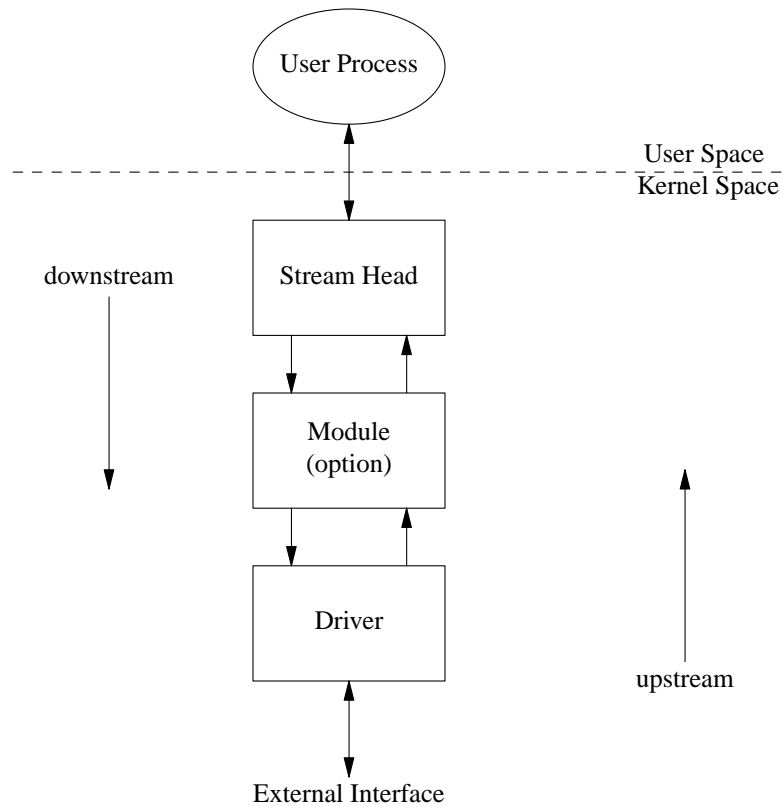 User Process
User Space
Kernel Space
downstream
Stream Head
Module
(option)
Driver
upstream
External Interface